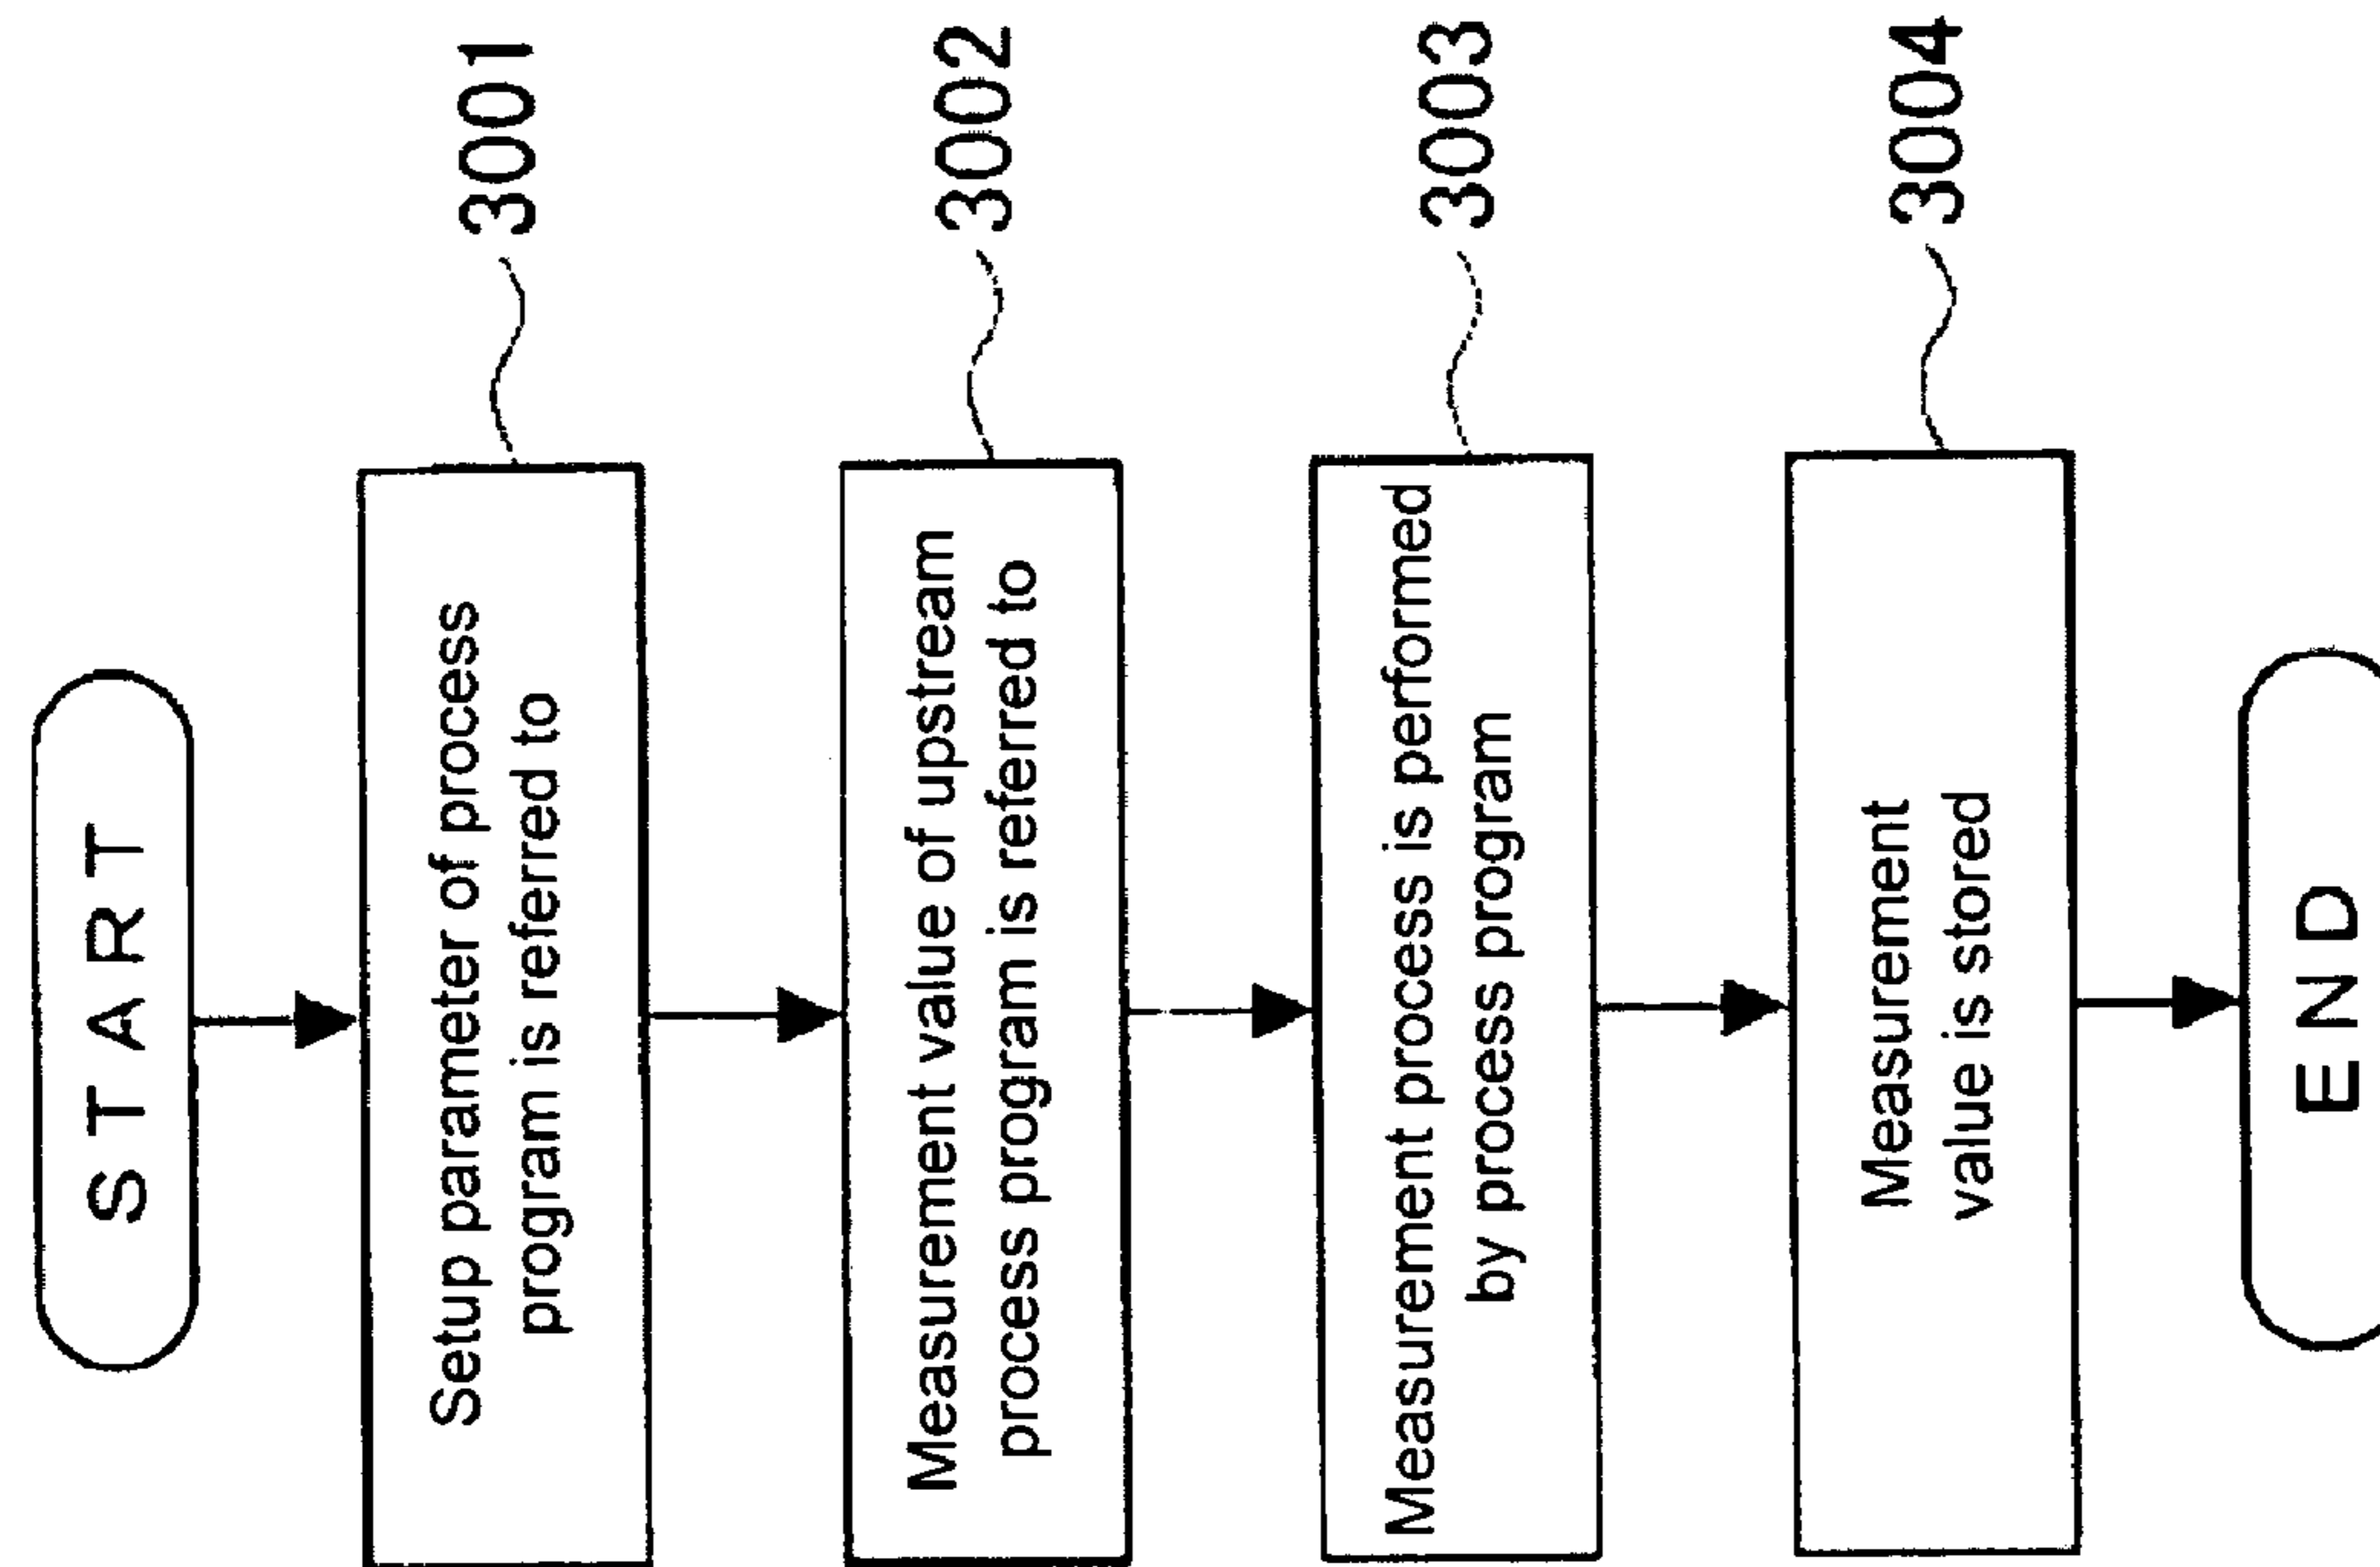 START
Setup parameter of process
program is referred to
3001
Measurement value of upstream
process program is referred to
3002
Measurement process is performed
by process program
3003
Measurement
value is stored
3004
END